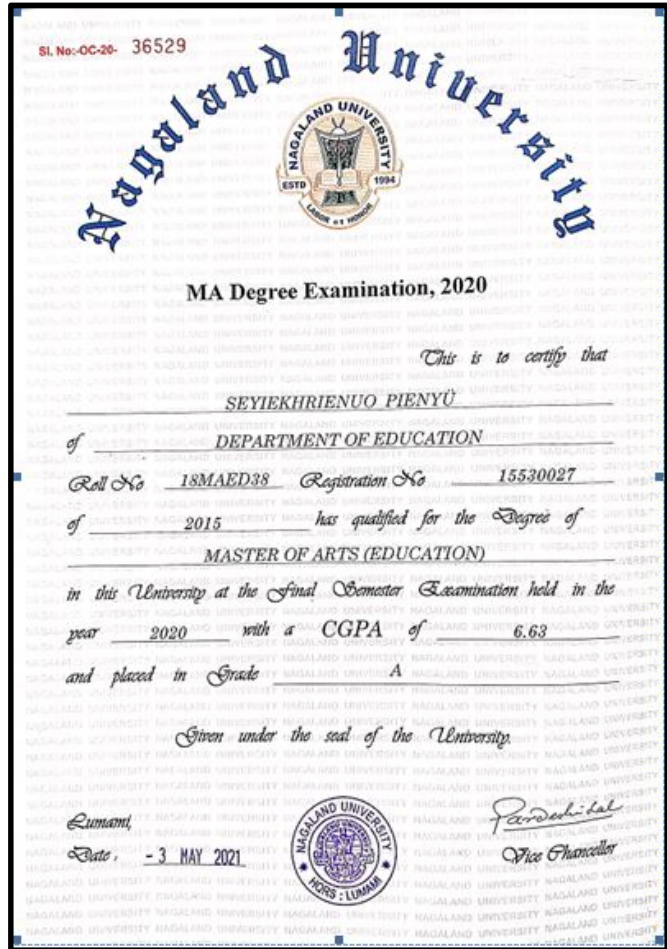 Sl. No:-OC-20- 36529
Nagaland University
NAGALAND UNIVERSITY
ESTD 1994
LABOR ET HONOR
MA Degree Examination, 2020
This is to certify that
SEYIEKHRIENUO PIENYÜ
of DEPARTMENT OF EDUCATION
Roll No 18MAED38 Registration No 15530027
of 2015 has qualified for the Degree of
MASTER OF ARTS (EDUCATION)
in this University at the Final Semester Examination held in the
year 2020 with a CGPA of 6.63
and placed in Grade A
Given under the seal of the University.
Lumami,
Date, - 3 MAY 2021
NAGALAND UNIVERSITY
HQRS : LUMAMI
Vice Chancellor